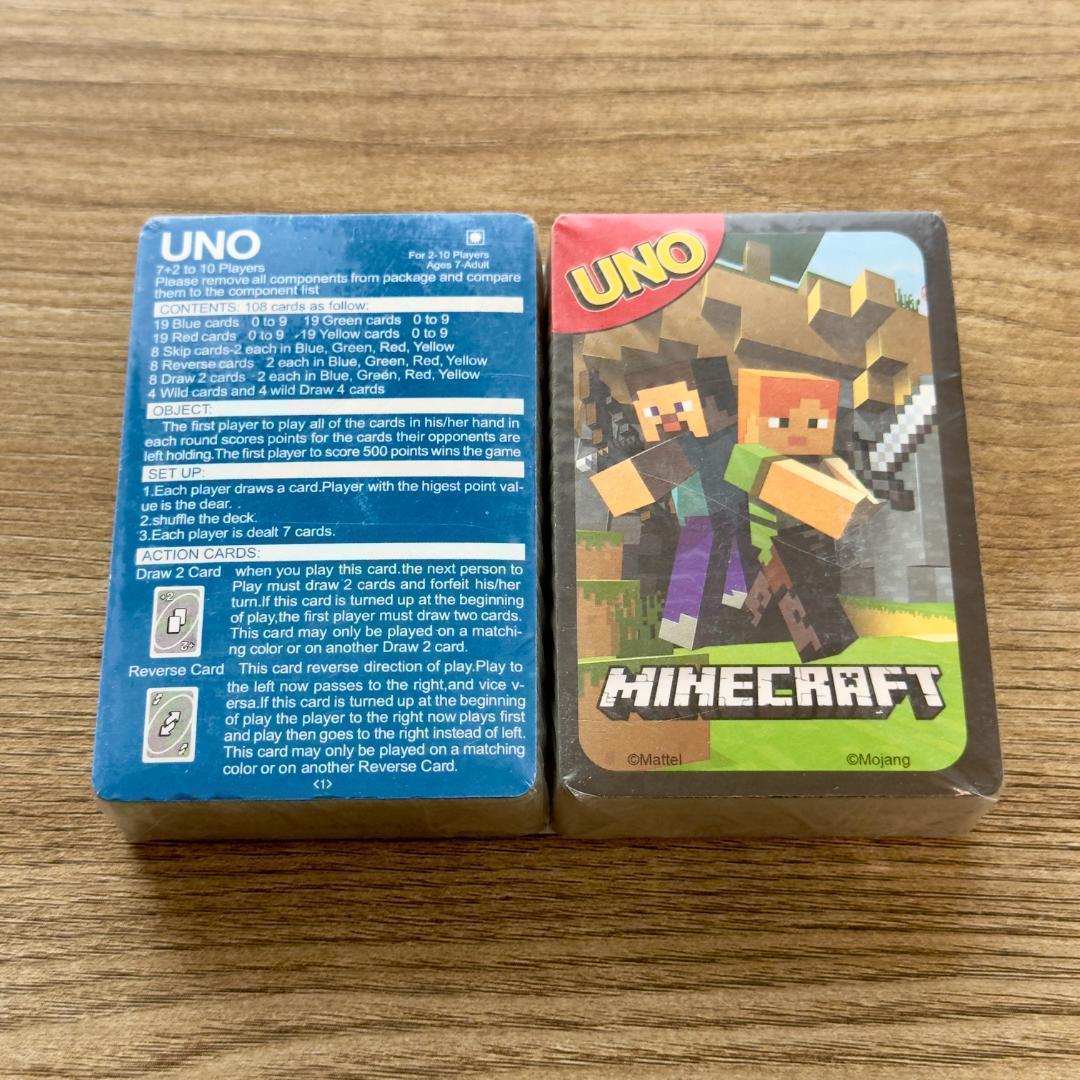 UNO
For 2-10 Players
Ages 7-Adult
7+2 to 10 Players
Please remove all components from package and compare
them to the component list
CONTENTS: 108 cards as follow:
19 Blue cards 0 to 9 19 Green cards 0 to 9
19 Red cards 0 to 9 19 Yellow cards 0 to 9
8 Skip cards-2 each in Blue, Green, Red, Yellow
8 Reverse cards 2 each in Blue, Green, Red, Yellow
8 Draw 2 cards 2 each in Blue, Green, Red, Yellow
4 Wild cards and 4 wild Draw 4 cards
OBJECT:
The first player to play all of the cards in his/her hand in
each round scores points for the cards their opponents are
left holding.The first player to score 500 points wins the game
SET UP:
1.Each player draws a card.Player with the higest point val-
ue is the dear. .
2.shuffle the deck.
3.Each player is dealt 7 cards.
ACTION CARDS:
Draw 2 Card when you play this card.the next person to
Play must draw 2 cards and forfeit his/her
turn.If this card is turned up at the beginning
of play,the first player must draw two cards.
This card may only be played on a matchi-
ng color or on another Draw 2 card.
+2
+2
Reverse Card This card reverse direction of play.Play to
the left now passes to the right,and vice v-
ersa.If this card is turned up at the beginning
of play the player to the right now plays first
and play then goes to the right instead of left.
This card may only be played on a matching
color or on another Reverse Card.
<1>
UNO
MINECRAFT
©Mattel
©Mojang